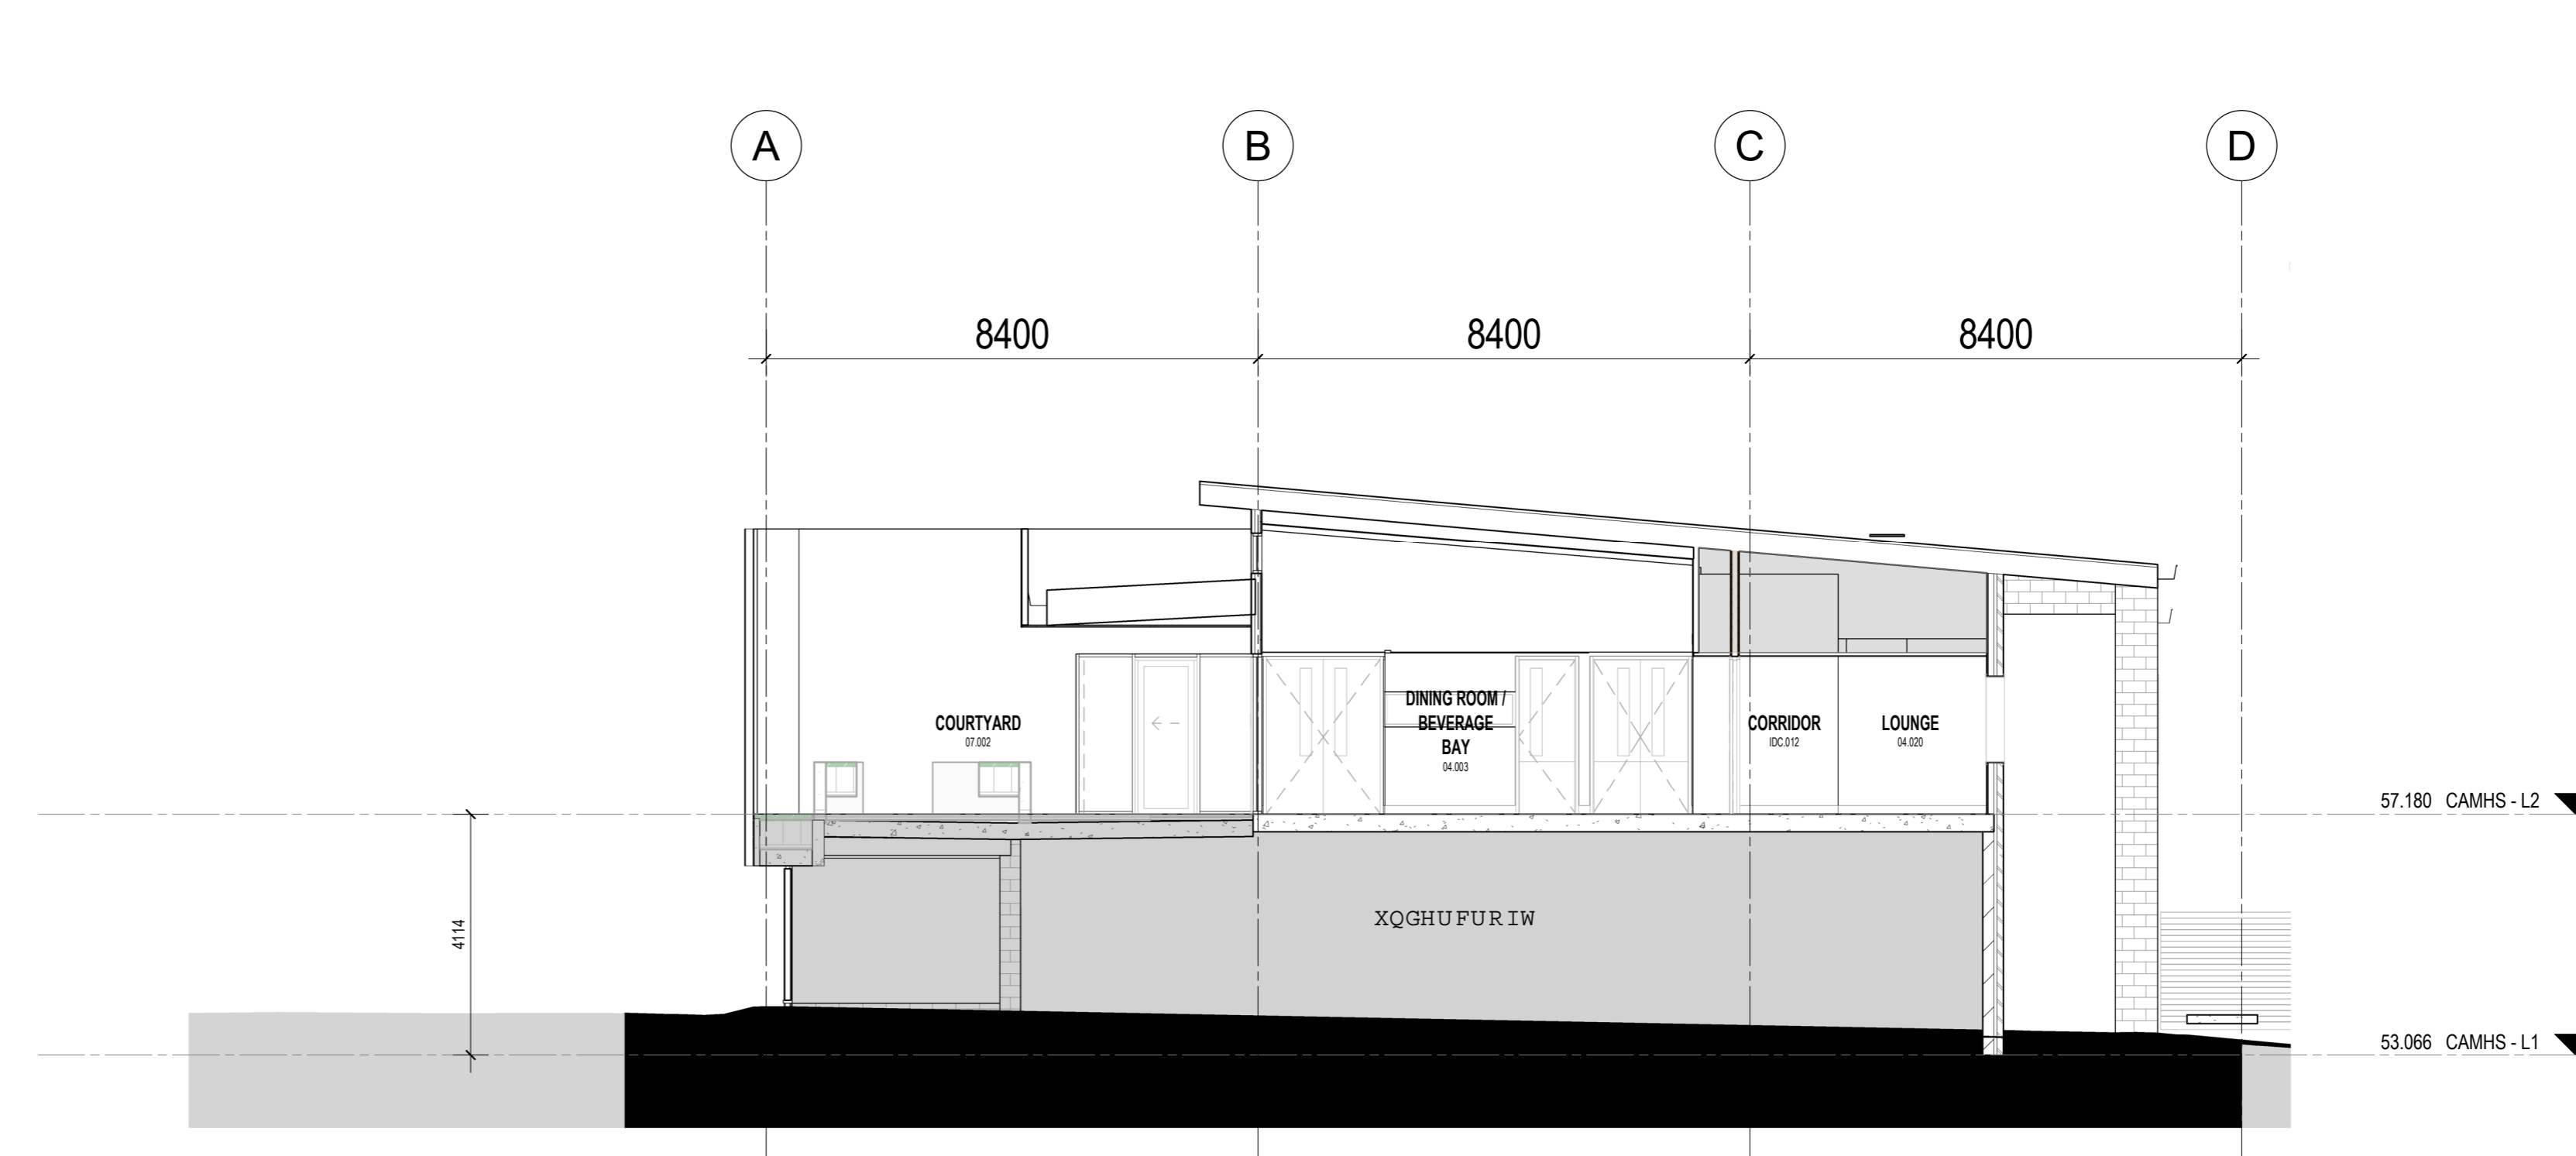 A
B
C
D
8400
8400
8400
COURTYARD
07.002
DINING ROOM /
BEVERAGE
BAY
04.003
CORRIDOR
IDC.012
LOUNGE
04.020
57.180 CAMHS - L2
4114
XQGHUFURIW
53.066 CAMHS - L1